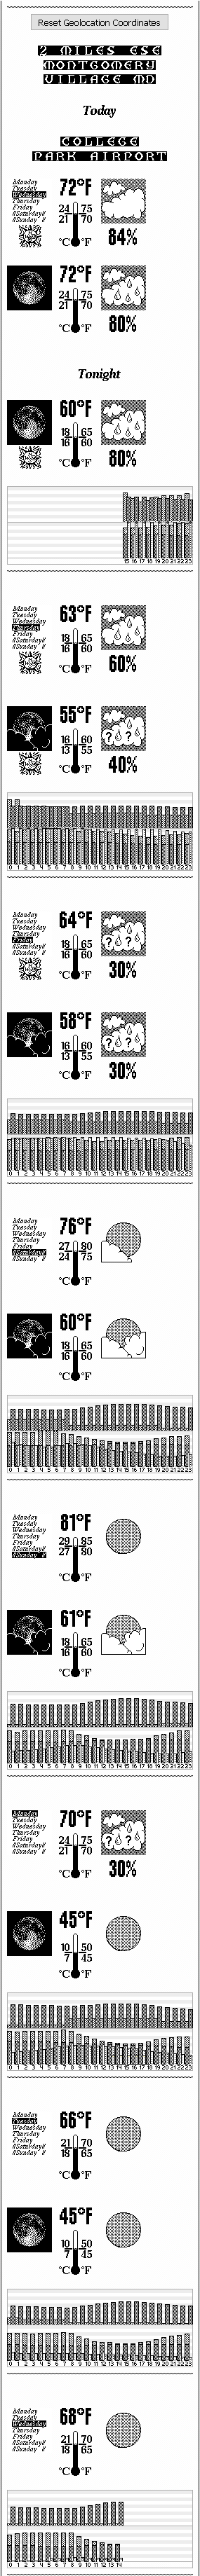 Reset Geolocation Coordinates
2 MILES ESE
MONTGOMERY
VILLAGE MD
Today
COLLEGE
PARK AIRPORT
Monday
Tuesday
Wednesday
Thursday
Friday
#Saturday#
#Sunday#
72°F
24 75
21 70
°C °F
84%
72°F
24 75
21 70
°C °F
80%
Tonight
60°F
18 65
16 60
°C °F
80%
15 16 17 18 19 20 21 22 23
Monday
Tuesday
Wednesday
Thursday
Friday
#Saturday#
#Sunday#
63°F
18 65
16 60
°C °F
60%
55°F
16 60
13 55
°C °F
? ?
40%
0 1 2 3 4 5 6 7 8 9 10 11 12 13 14 15 16 17 18 19 20 21 22 23
Monday
Tuesday
Wednesday
Thursday
Friday
#Saturday#
#Sunday#
64°F
18 65
16 60
°C °F
?
30%
58°F
16 60
13 55
°C °F
? ?
30%
0 1 2 3 4 5 6 7 8 9 10 11 12 13 14 15 16 17 18 19 20 21 22 23
Monday
Tuesday
Wednesday
Thursday
Friday
#Saturday#
#Sunday#
76°F
27 80
24 75
°C °F
60°F
18 65
16 60
°C °F
0 1 2 3 4 5 6 7 8 9 10 11 12 13 14 15 16 17 18 19 20 21 22 23
Monday
Tuesday
Wednesday
Thursday
Friday
#Saturday#
#Sunday#
81°F
29 85
27 80
°C °F
61°F
18 65
16 60
°C °F
0 1 2 3 4 5 6 7 8 9 10 11 12 13 14 15 16 17 18 19 20 21 22 23
Monday
Tuesday
Wednesday
Thursday
Friday
#Saturday#
#Sunday#
70°F
24 75
21 70
°C °F
? ?
30%
45°F
10 50
7 45
°C °F
0 1 2 3 4 5 6 7 8 9 10 11 12 13 14 15 16 17 18 19 20 21 22 23
Monday
Tuesday
Wednesday
Thursday
Friday
#Saturday#
#Sunday#
66°F
21 70
18 65
°C °F
45°F
10 50
7 45
°C °F
0 1 2 3 4 5 6 7 8 9 10 11 12 13 14 15 16 17 18 19 20 21 22 23
Monday
Tuesday
Wednesday
Thursday
Friday
#Saturday#
#Sunday#
68°F
21 70
18 65
°C °F
0 1 2 3 4 5 6 7 8 9 10 11 12 13 14